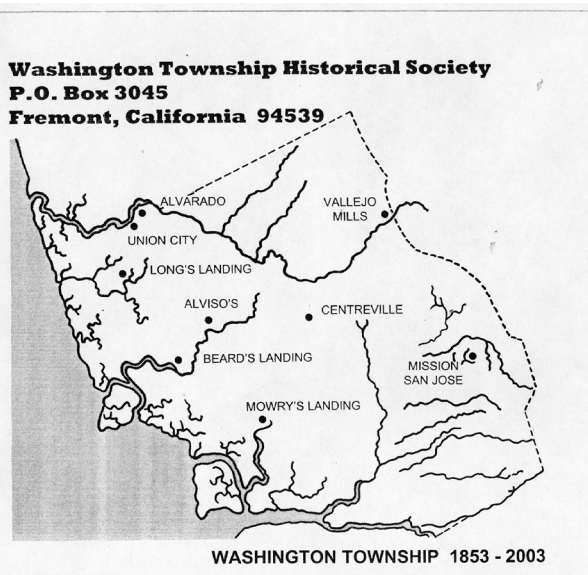 Washington Township Historical Society
P.O. Box 3045
Fremont, California 94539
ALVARADO
VALLEJO
MILLS
UNION CITY
LONG'S LANDING
ALVISO'S
CENTREVILLE
BEARD'S LANDING
MISSION
SAN JOSE
MOWRY'S LANDING
WASHINGTON TOWNSHIP 1853 - 2003